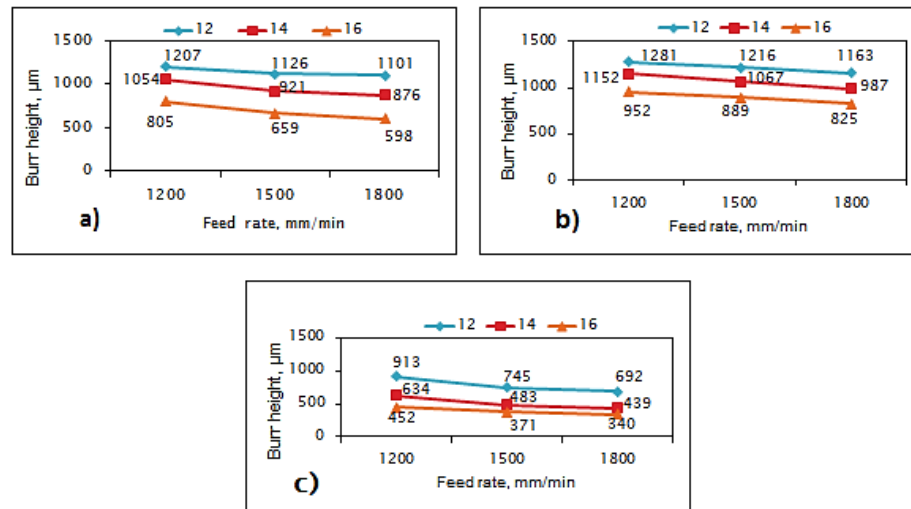 12 14 16
1500
1000
500
0
Burr height, µm
1207 1126 1101
1054 921 876
805 659 598
1200 1500 1800
Feed rate, mm/min
a)
12 14 16
1500
1000
500
0
Burr height, µm
1281 1216 1163
1152 1067 987
952 889 825
1200 1500 1800
Feed rate, mm/min
b)
12 14 16
1500
1000
500
0
Burr height, µm
913 745 692
634 483 439
452 371 340
1200 1500 1800
Feed rate, mm/min
c)